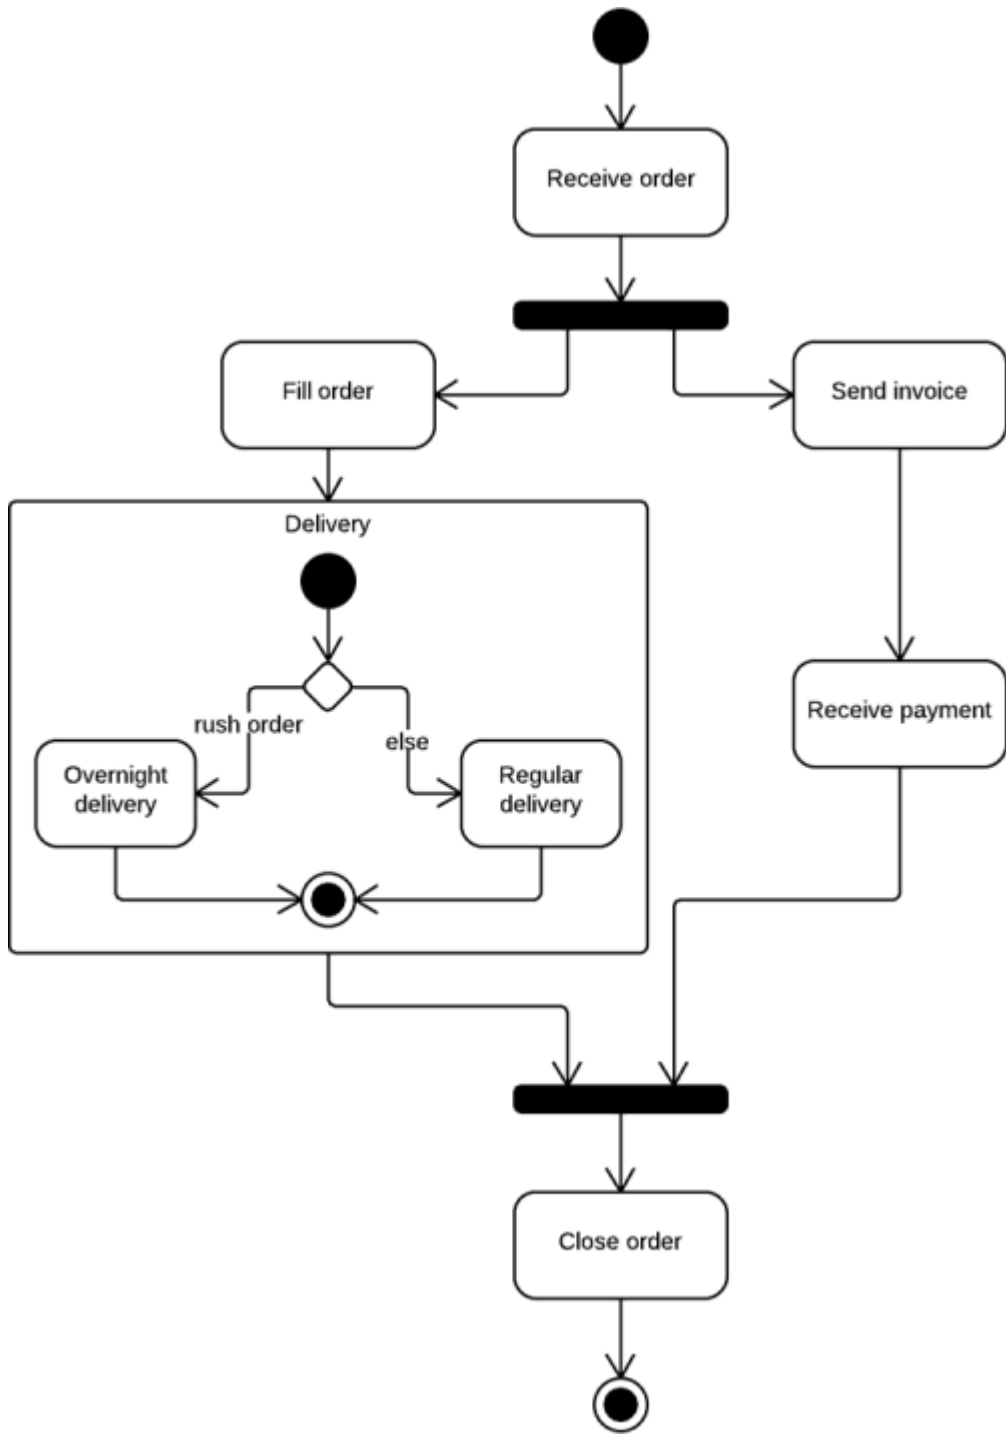 Receive order
Fill order
Send invoice
Delivery
rush order
else
Receive payment
Overnight
delivery
Regular
delivery
Close order